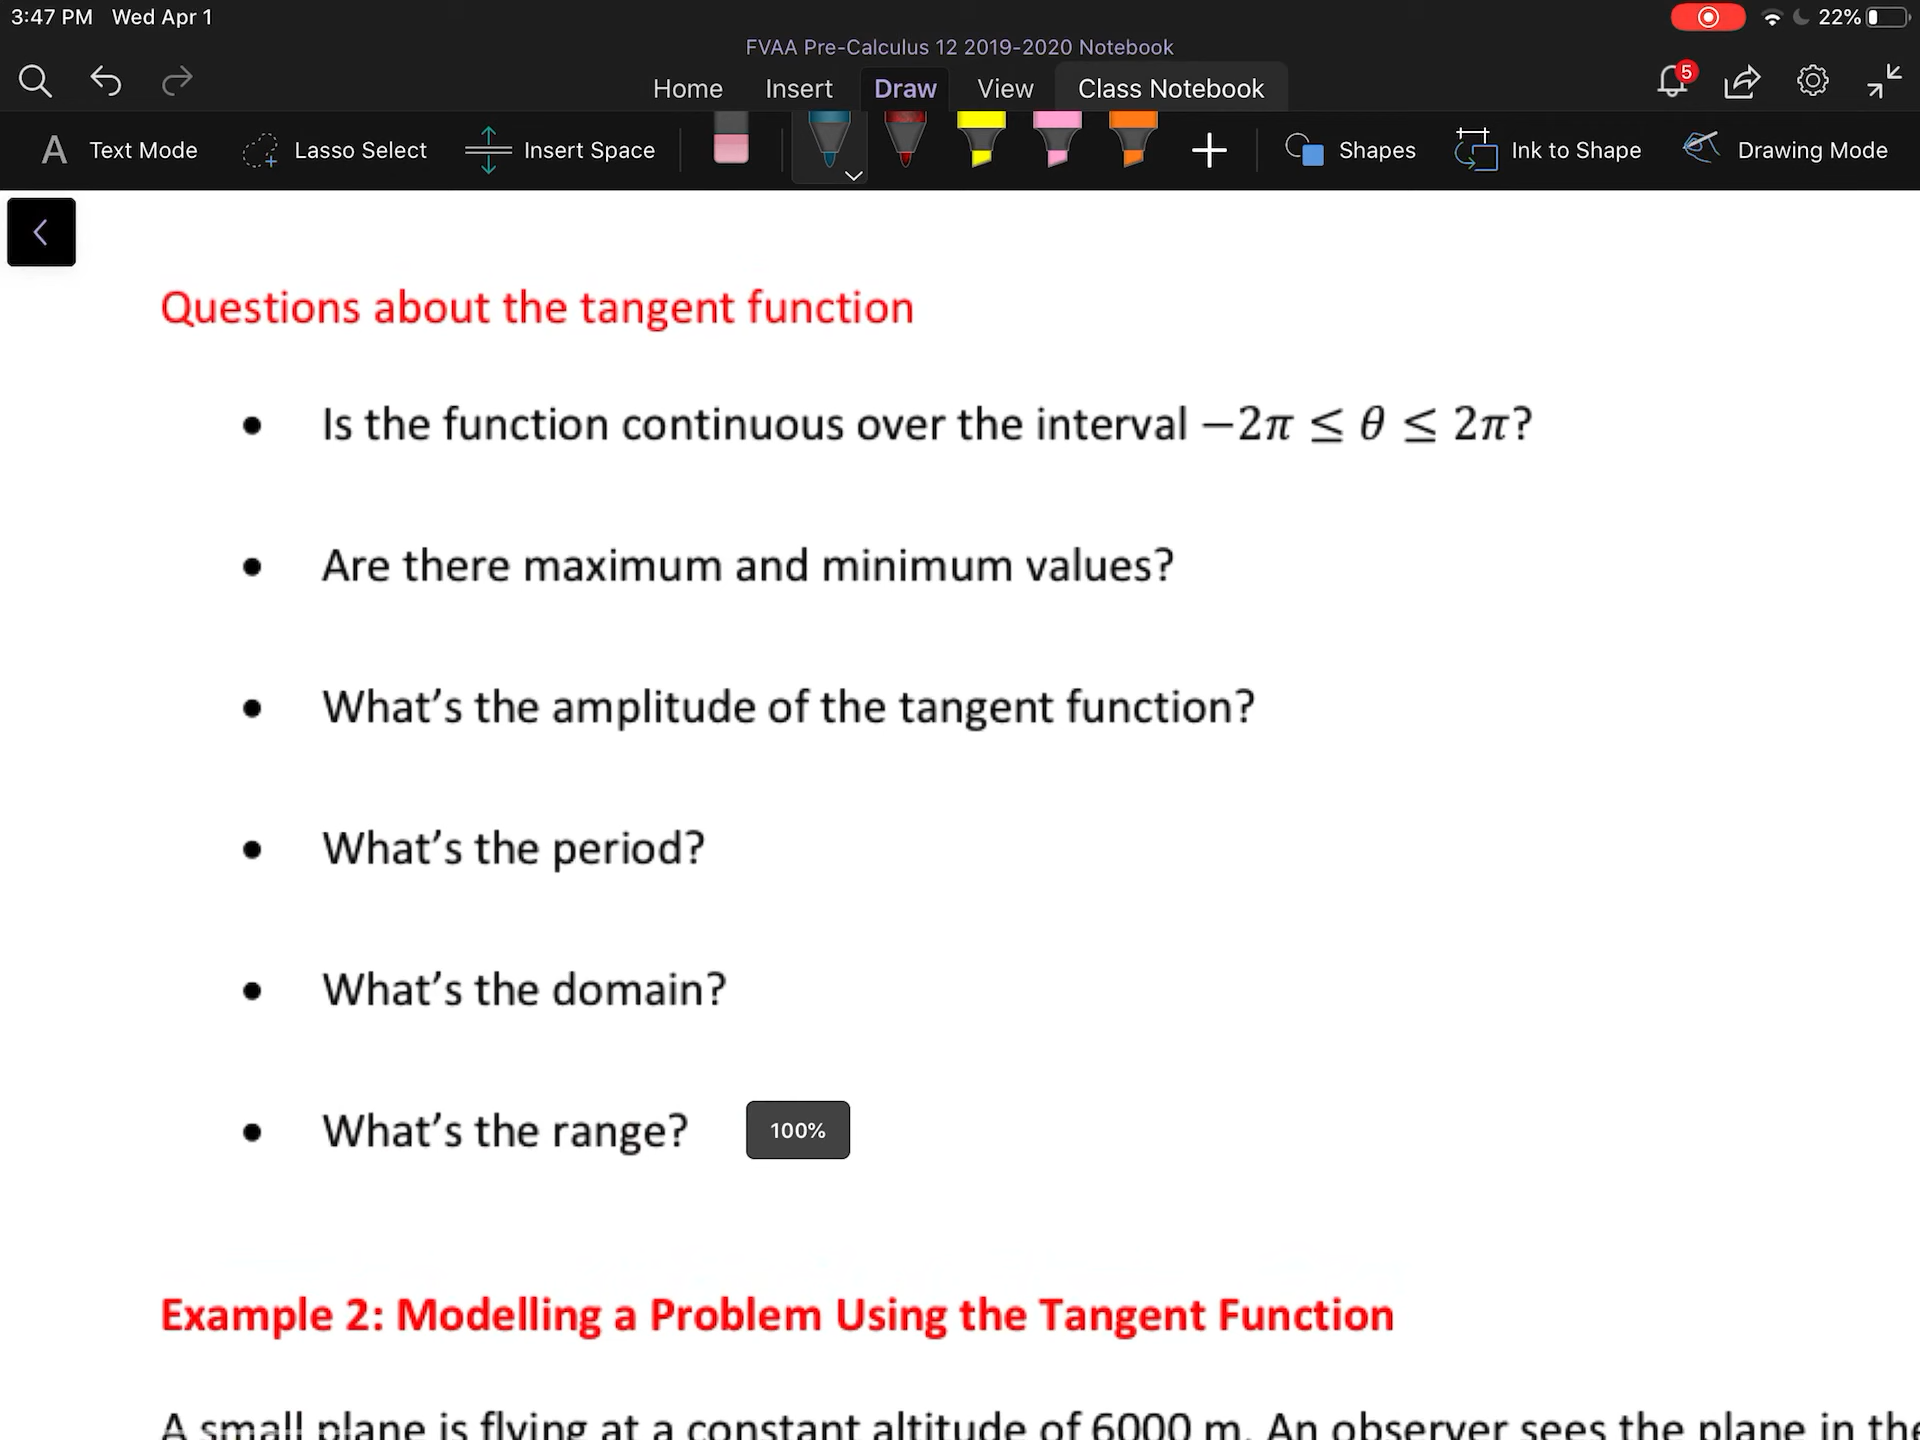 3:47 PM Wed Apr 1
22%
FVAA Pre-Calculus 12 2019-2020 Notebook
Home Insert Draw View Class Notebook
5
A Text Mode Lasso Select Insert Space Shapes Ink to Shape Drawing Mode
Questions about the tangent function
• Is the function continuous over the interval −2π ≤ θ ≤ 2π?
• Are there maximum and minimum values?
• What’s the amplitude of the tangent function?
• What’s the period?
• What’s the domain?
• What’s the range?
100%
Example 2: Modelling a Problem Using the Tangent Function
A small plane is flying at a constant altitude of 6000 m. An observer sees the plane in the